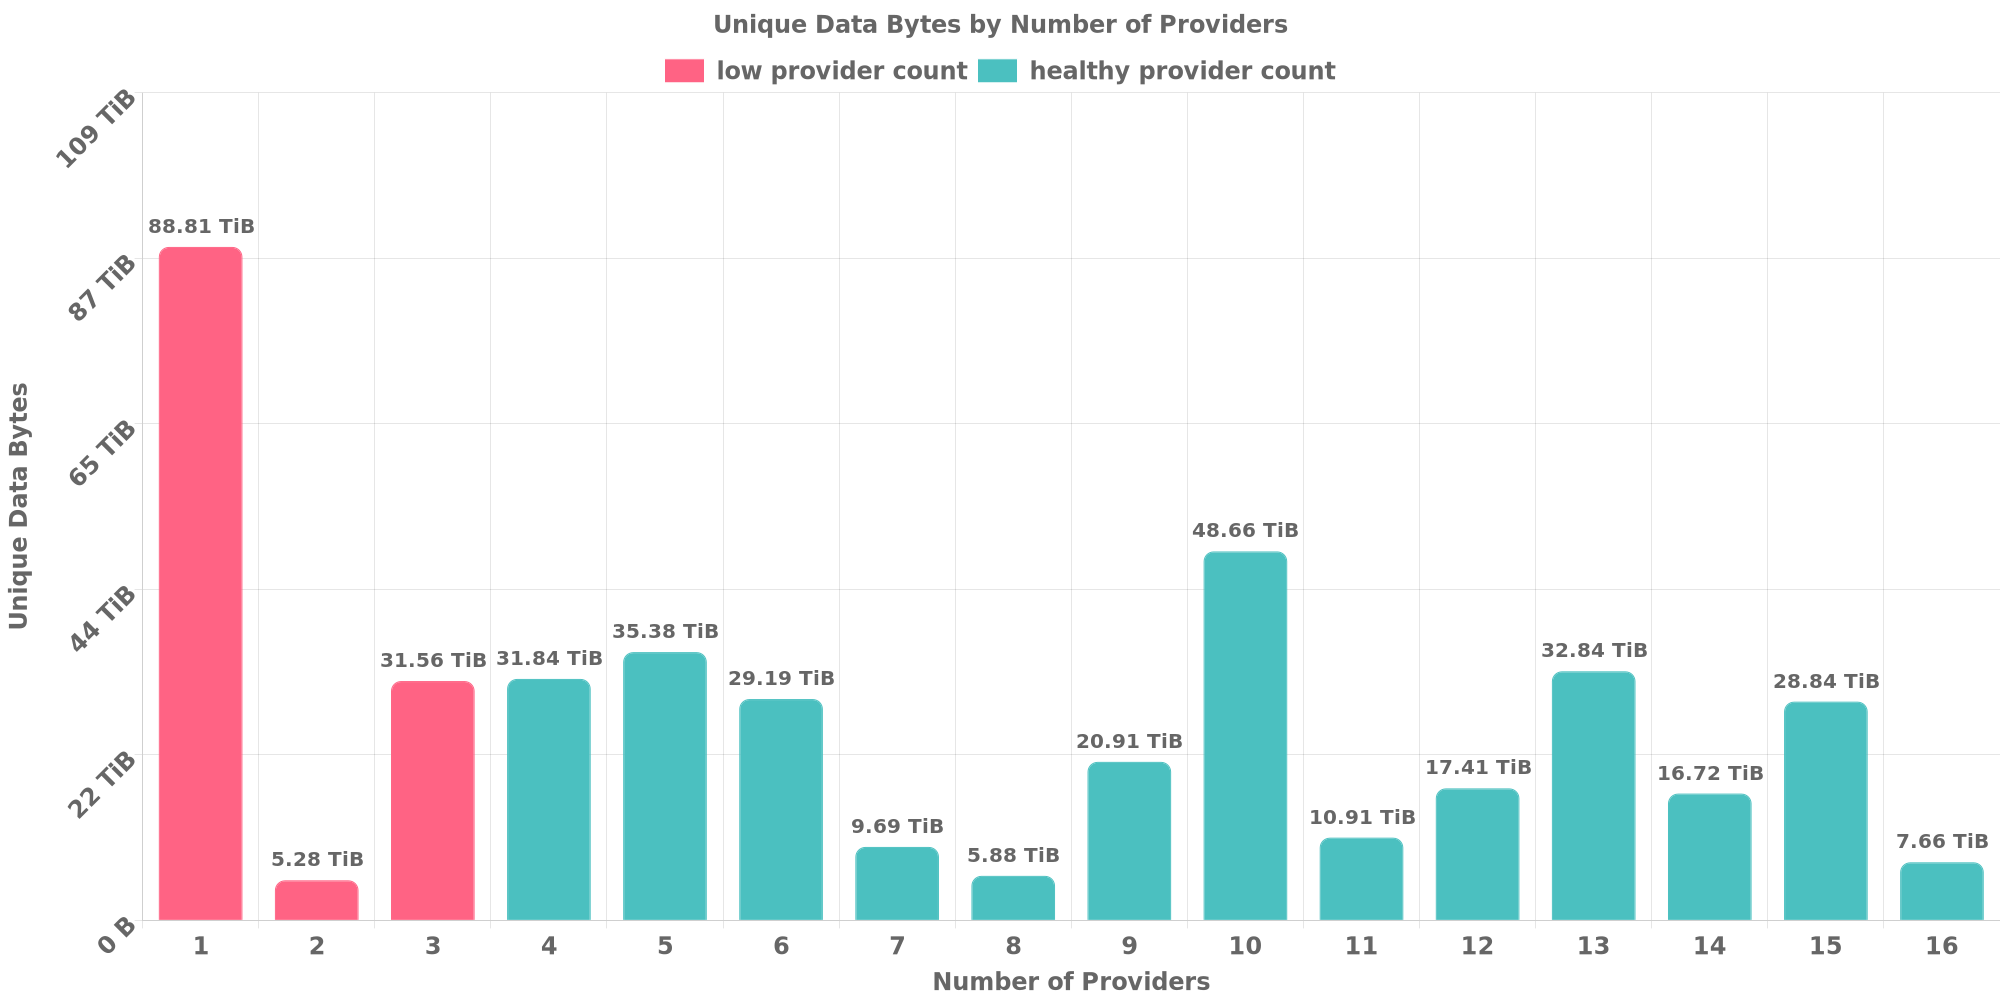 Unique Data Bytes by Number of Providers
low provider count healthy provider count
109 TiB
87 TiB
65 TiB
44 TiB
22 TiB
0 B
Unique Data Bytes
88.81 TiB
5.28 TiB
31.56 TiB
31.84 TiB
35.38 TiB
29.19 TiB
9.69 TiB
5.88 TiB
20.91 TiB
48.66 TiB
10.91 TiB
17.41 TiB
32.84 TiB
16.72 TiB
28.84 TiB
7.66 TiB
1 2 3 4 5 6 7 8 9 10 11 12 13 14 15 16
Number of Providers